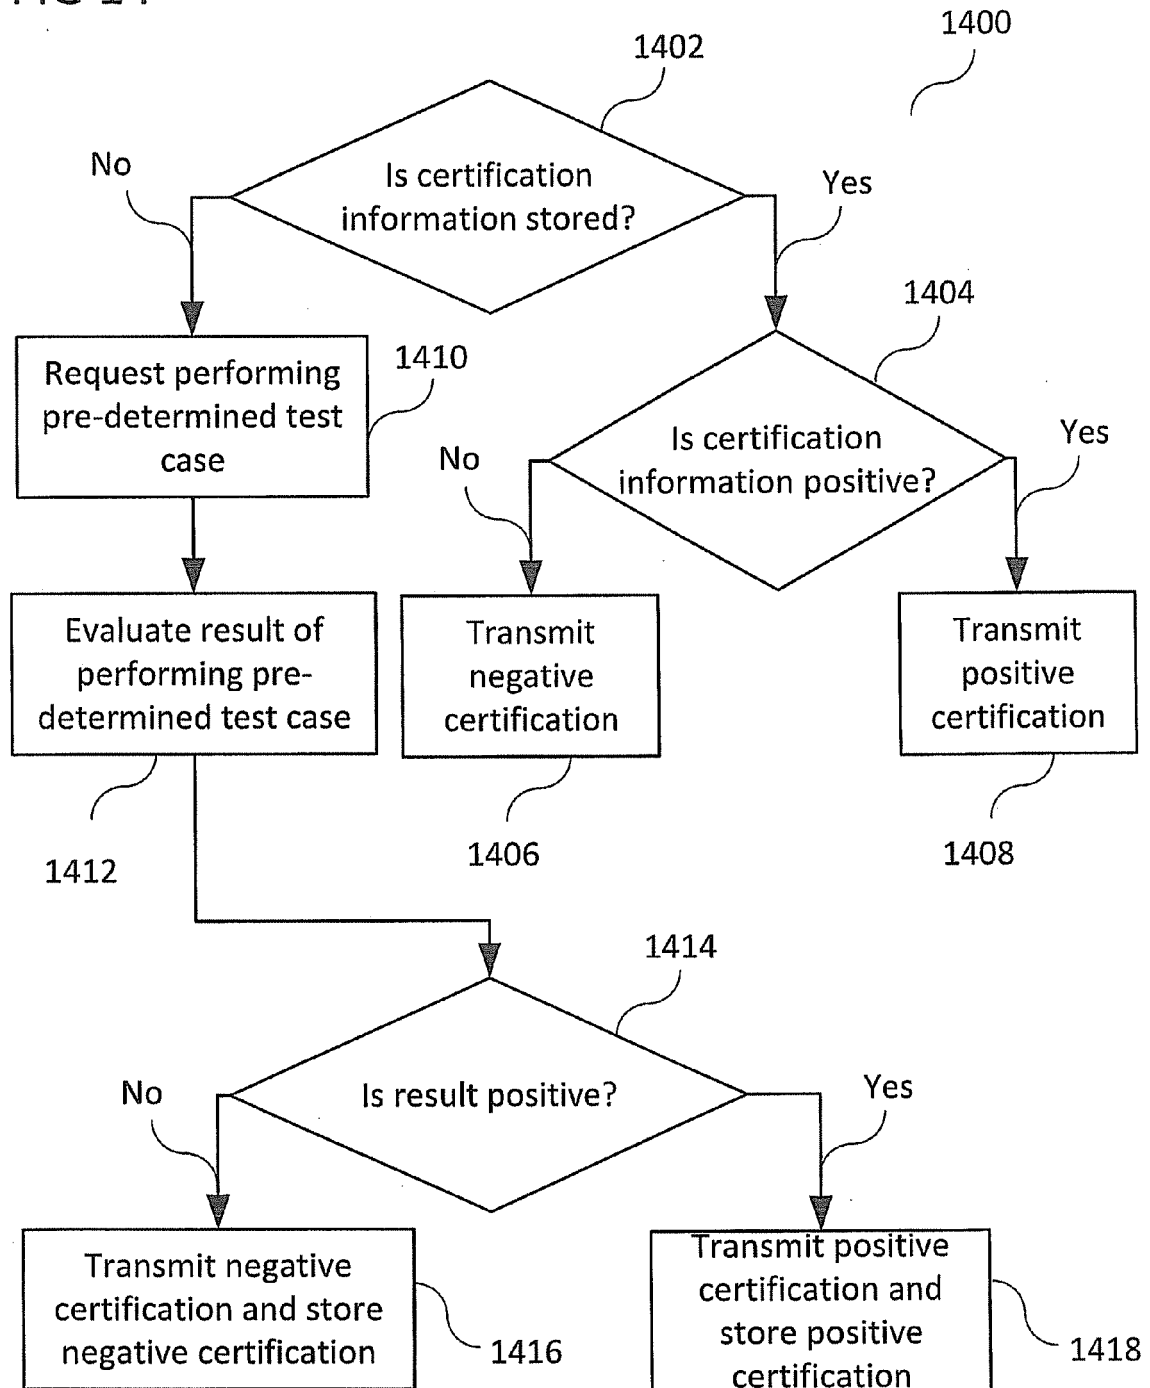 1400
1402
No
Is certification
information stored?
Yes
1404
Request performing
pre-determined test
case
1410
No
Is certification
information positive?
Yes
Evaluate result of
performing pre-
determined test case
Transmit
negative
certification
Transmit
positive
certification
1412
1406
1408
1414
No
Is result positive?
Yes
Transmit negative
certification and store
negative certification
1416
Transmit positive
certification and
store positive
certification
1418